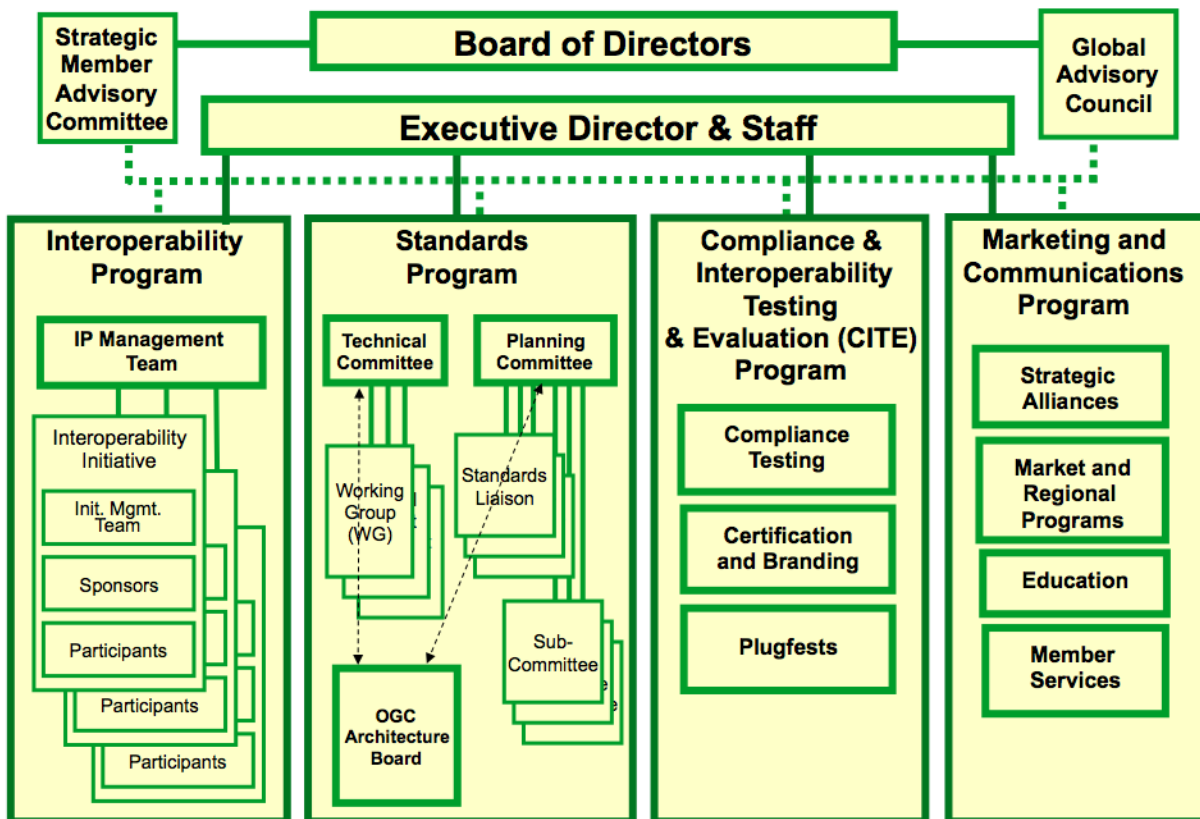 Strategic
Member
Advisory
Committee
Board of Directors
Global
Advisory
Council
Executive Director & Staff
Interoperability
Program
IP Management
Team
Interoperability
Initiative
Init. Mgmt.
Team
Sponsors
Participants
Participants
Participants
Standards
Program
Technical
Committee
Planning
Committee
Working
Group
(WG)
Standards
Liaison
Sub-
Committee
OGC
Architecture
Board
Compliance &
Interoperability
Testing
& Evaluation (CITE)
Program
Compliance
Testing
Certification
and Branding
Plugfests
Marketing and
Communications
Program
Strategic
Alliances
Market and
Regional
Programs
Education
Member
Services